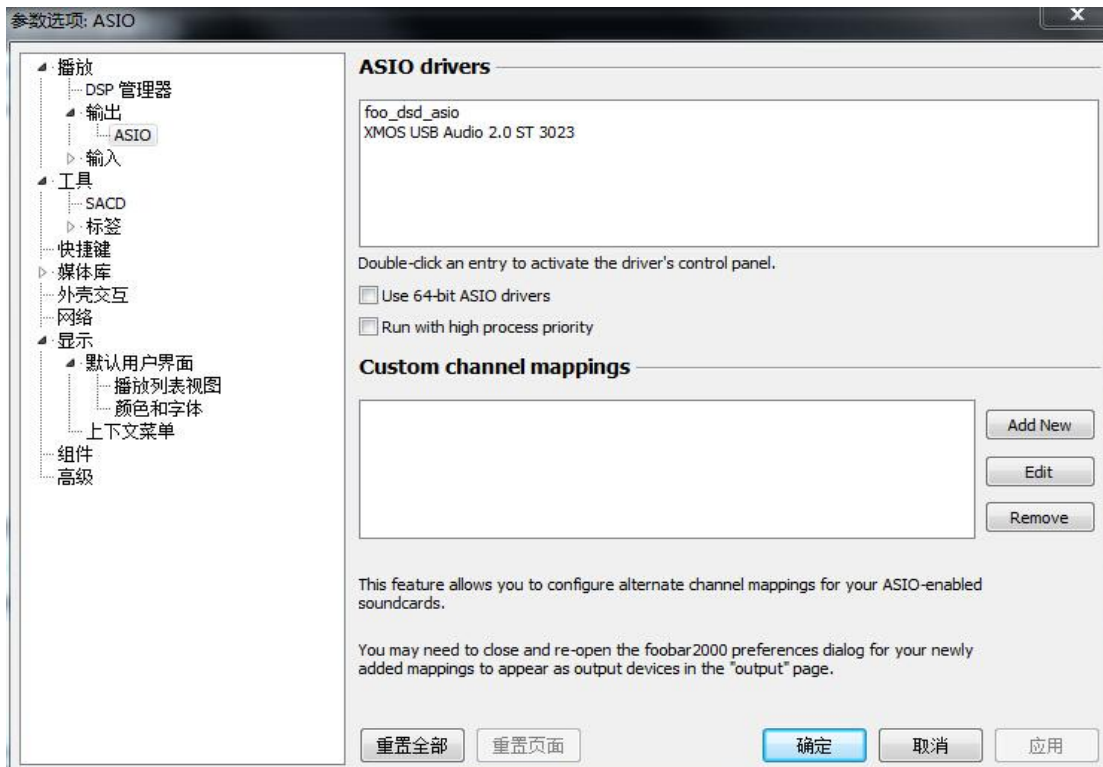 参数选项: ASIO
x
播放
DSP 管理器
输出
ASIO
输入
工具
SACD
标签
快捷键
媒体库
外壳交互
网络
显示
默认用户界面
播放列表视图
颜色和字体
上下文菜单
组件
高级
ASIO drivers
foo_dsd_asio
XMOS USB Audio 2.0 ST 3023
Double-click an entry to activate the driver's control panel.
Use 64-bit ASIO drivers
Run with high process priority
Custom channel mappings
Add New
Edit
Remove
This feature allows you to configure alternate channel mappings for your ASIO-enabled
soundcards.
You may need to close and re-open the foobar2000 preferences dialog for your newly
added mappings to appear as output devices in the "output" page.
重置全部
重置页面
确定
取消
应用